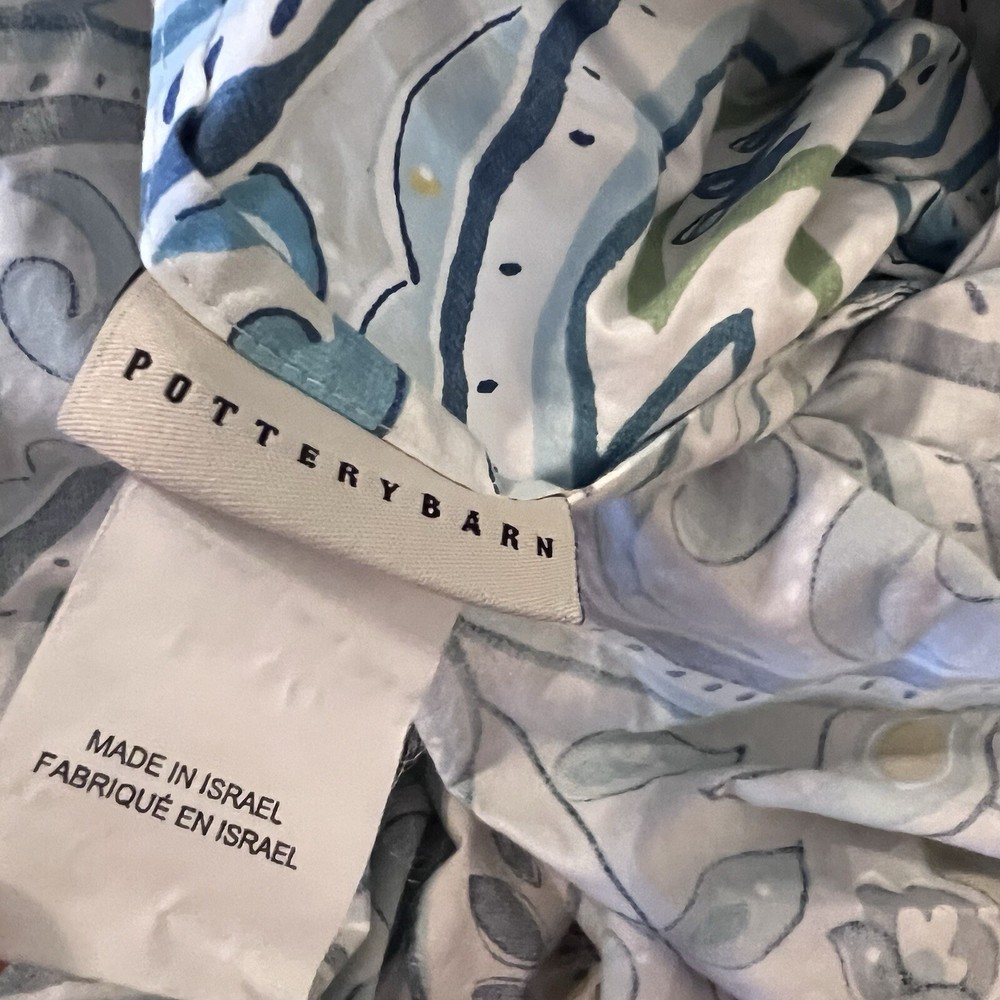 POTTERYBARN
MADE IN ISRAEL
FABRIQUÉ EN ISRAEL